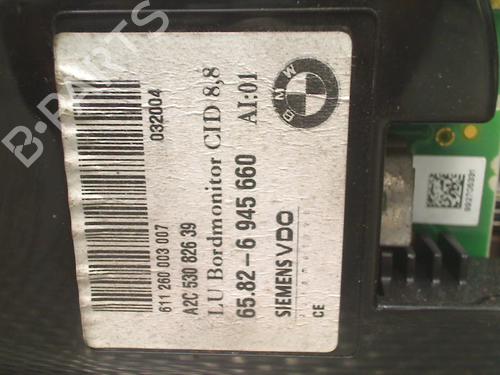 032004
611 260 003 007
A2C 530 826 39
LU Bordmonitor CID 8,8
AI:01
65.82-6 945 660
SIEMENS VDO
CE
BMW
B-PARTS